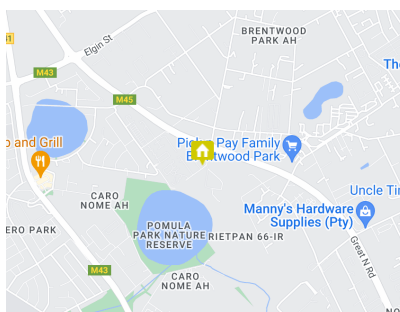 BRENTWOOD
PARK AH
Elgin St
M43
M45
The
Pick n Pay Family
Brentwood Park
o and Grill
CARO
NOME AH
Uncle Tim
Manny's Hardware
Supplies (Pty)
POMULA
PARK NATURE
RESERVE
RIETPAN 66-IR
ERO PARK
Great N Rd
M43
CARO
NOME AH
NO